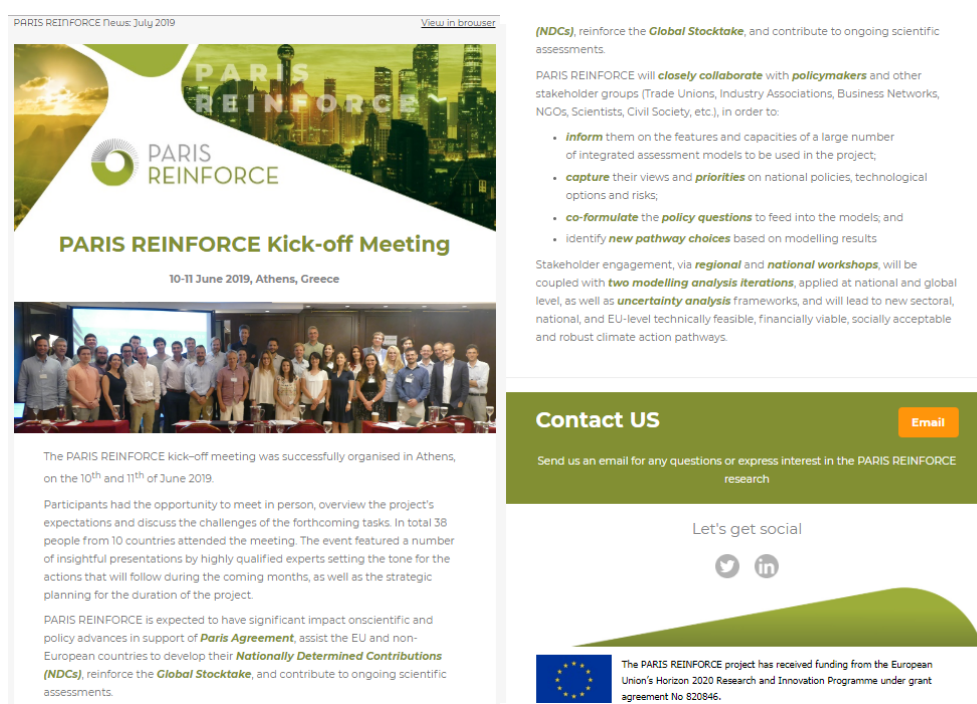 PARIS REINFORCE News: July 2019
View in browser
PARIS
REINFORCE
PARIS
REINFORCE
PARIS REINFORCE Kick-off Meeting
10-11 June 2019, Athens, Greece
The PARIS REINFORCE kick–off meeting was successfully organised in Athens,
on the 10th and 11th of June 2019.
Participants had the opportunity to meet in person, overview the project's
expectations and discuss the challenges of the forthcoming tasks. In total 38
people from 10 countries attended the meeting. The event featured a number
of insightful presentations by highly qualified experts setting the tone for the
actions that will follow during the coming months, as well as the strategic
planning for the duration of the project.
PARIS REINFORCE is expected to have significant impact onscientific and
policy advances in support of Paris Agreement, assist the EU and non-
European countries to develop their Nationally Determined Contributions
(NDCs), reinforce the Global Stocktake, and contribute to ongoing scientific
assessments.
(NDCs), reinforce the Global Stocktake, and contribute to ongoing scientific
assessments.
PARIS REINFORCE will closely collaborate with policymakers and other
stakeholder groups (Trade Unions, Industry Associations, Business Networks,
NGOs, Scientists, Civil Society, etc.), in order to:
• inform them on the features and capacities of a large number
of integrated assessment models to be used in the project;
• capture their views and priorities on national policies, technological
options and risks;
• co-formulate the policy questions to feed into the models; and
• identify new pathway choices based on modelling results
Stakeholder engagement, via regional and national workshops, will be
coupled with two modelling analysis iterations, applied at national and global
level, as well as uncertainty analysis frameworks, and will lead to new sectoral,
national, and EU-level technically feasible, financially viable, socially acceptable
and robust climate action pathways.
Contact US
Email
Send us an email for any questions or express interest in the PARIS REINFORCE
research
Let's get social
The PARIS REINFORCE project has received funding from the European
Union's Horizon 2020 Research and Innovation Programme under grant
agreement No 820846.